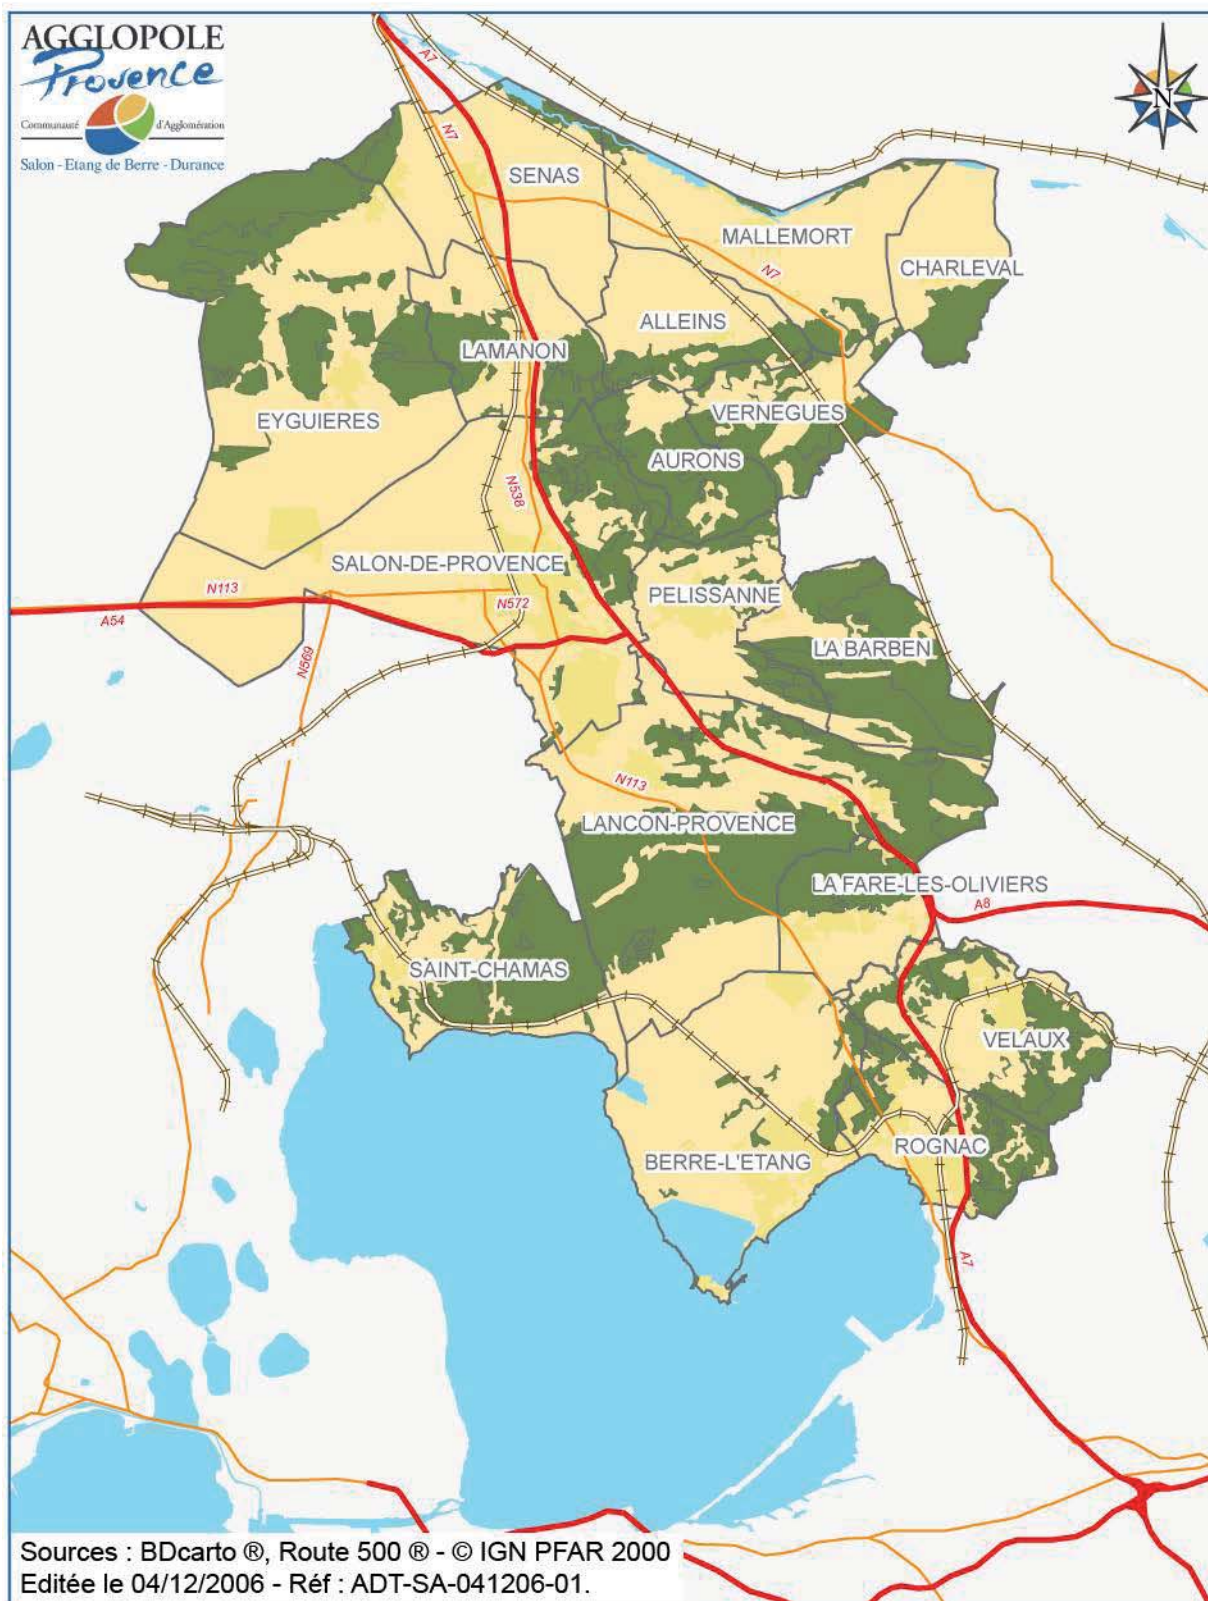 AGGLOPOLE
Provence
Communauté d'Agglomération
Salon - Etang de Berre - Durance
N
A7
N7
SENAS
MALLEMORT
CHARLEVAL
N7
ALLEINS
LAMANON
EYGUIERES
VERNEGUES
AURONS
N538
SALON-DE-PROVENCE
N113
N572
PELISSANNE
A54
N569
LA BARBEN
N113
LANCON-PROVENCE
LA FARE-LES-OLIVIERS
A8
SAINT-CHAMAS
VELAUX
ROGNAC
BERRE-L'ETANG
A7
Sources : BDcarto ®, Route 500 ® - © IGN PFAR 2000
Editée le 04/12/2006 - Réf : ADT-SA-041206-01.